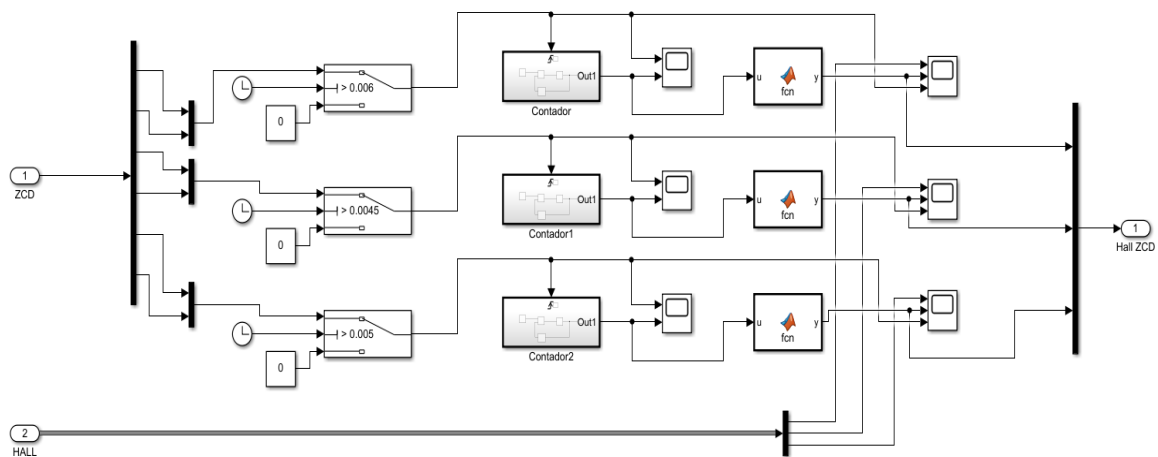 > 0.006
0
Out1
Contador
u
y
fcn
1
ZCD
> 0.0045
0
Out1
Contador1
u
y
fcn
1
Hall ZCD
> 0.005
0
Out1
Contador2
u
y
fcn
2
HALL